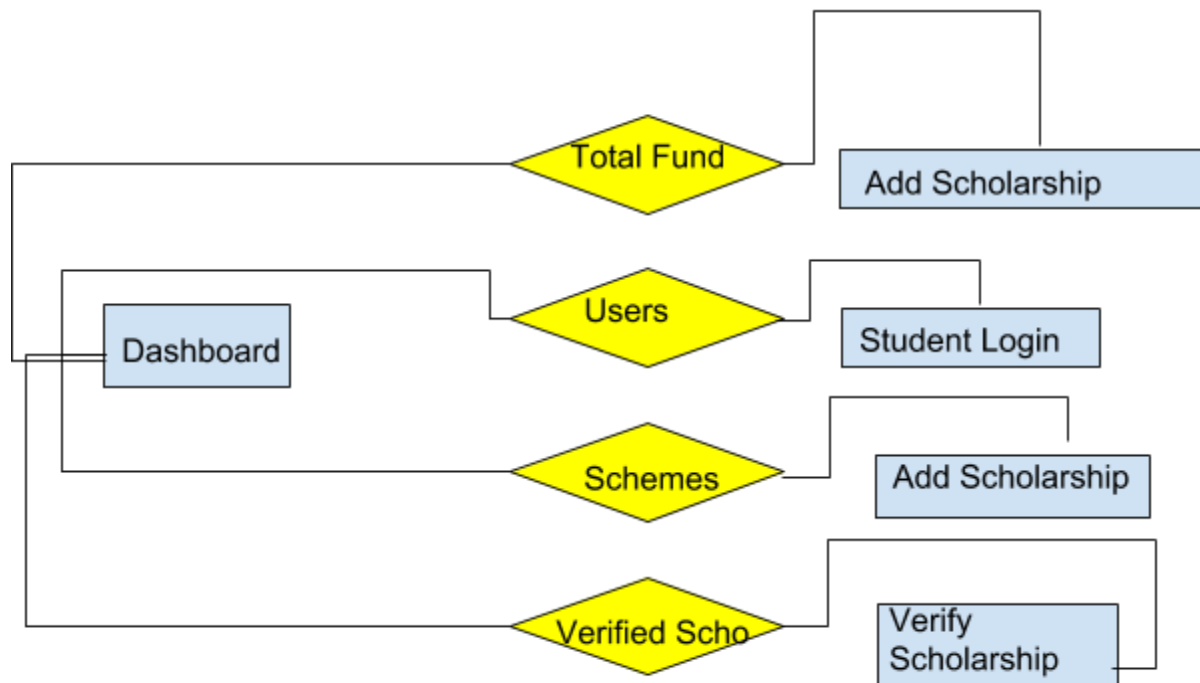 Total Fund
Add Scholarship
Users
Dashboard
Student Login
Schemes
Add Scholarship
Verified Scho
Verify
Scholarship